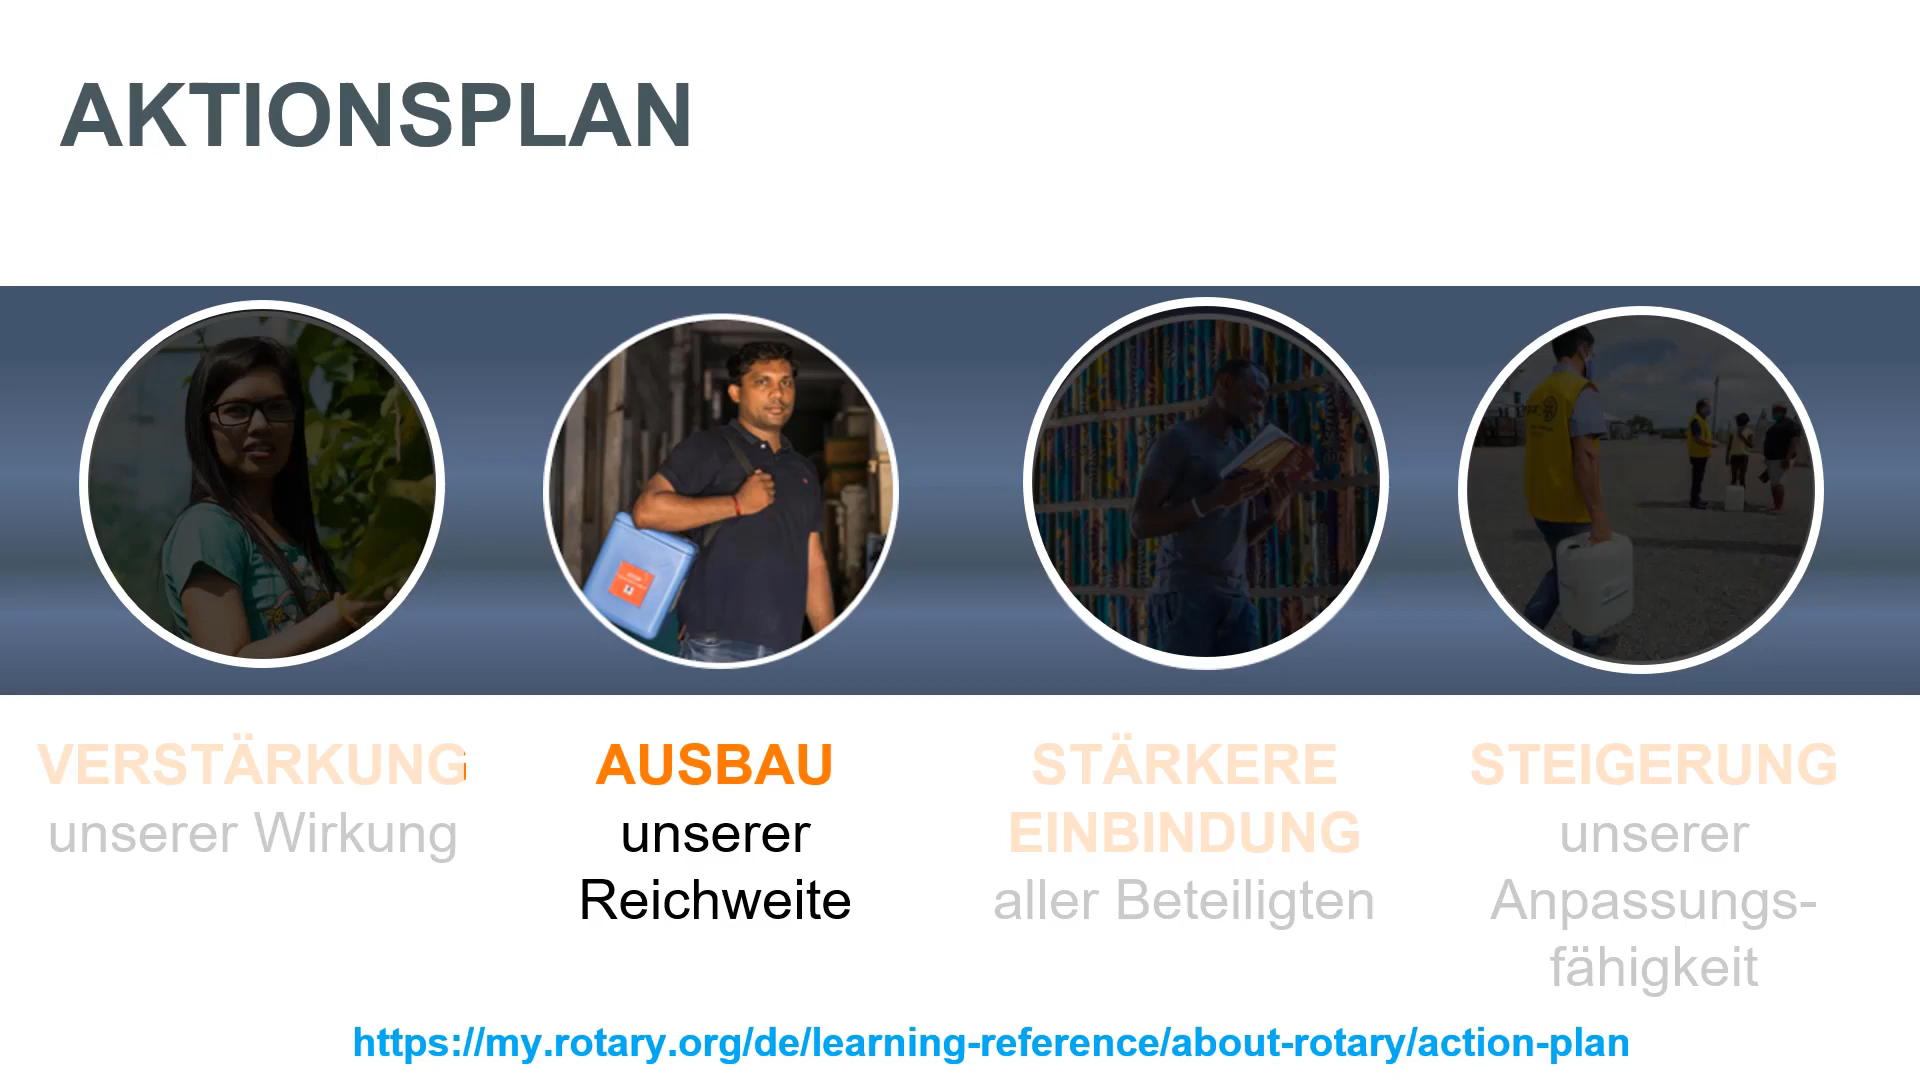 AKTIONSPLAN
VERSTÄRKUNG
unserer Wirkung
AUSBAU
unserer
Reichweite
STÄRKERE
EINBINDUNG
aller Beteiligten
STEIGERUNG
unserer
Anpassungs-
fähigkeit
https://my.rotary.org/de/learning-reference/about-rotary/action-plan